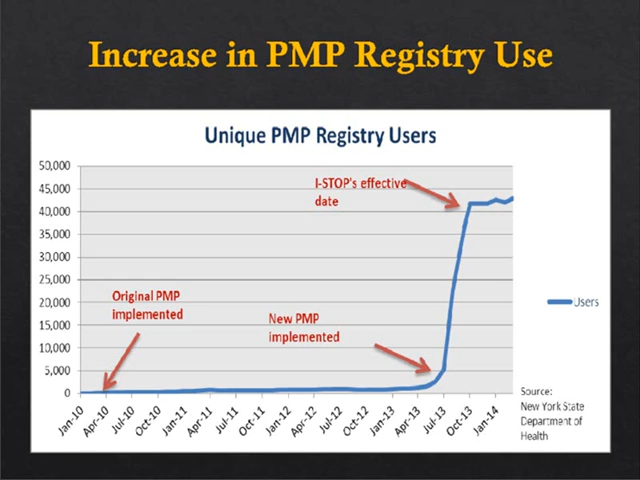 Increase in PMP Registry Use
Unique PMP Registry Users
50,000
45,000
40,000
35,000
30,000
25,000
20,000
15,000
10,000
5,000
0
I-STOP's effective
date
Original PMP
implemented
New PMP
implemented
Users
Jan-10
Apr-10
Jul-10
Oct-10
Jan-11
Apr-11
Jul-11
Oct-11
Jan-12
Apr-12
Jul-12
Oct-12
Jan-13
Apr-13
Jul-13
Oct-13
Jan-14
Source:
New York State
Department of
Health